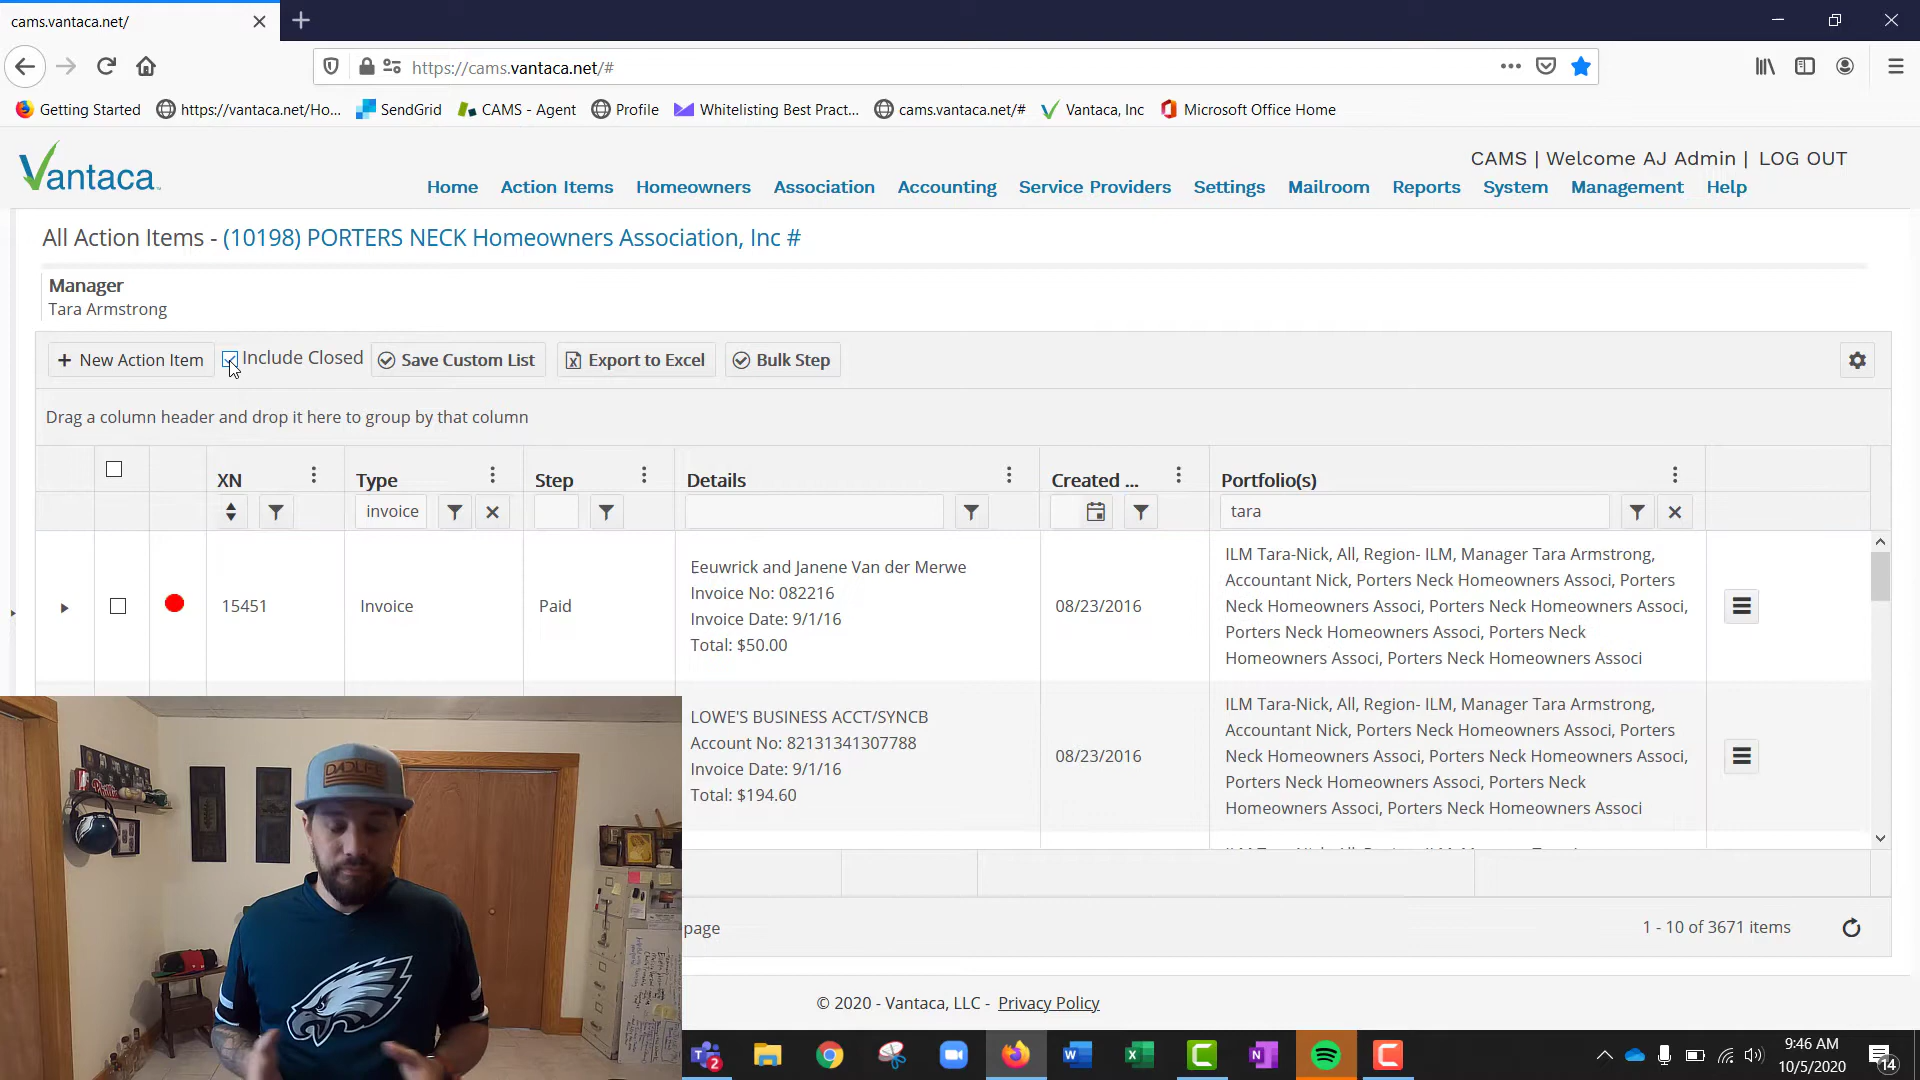 cams.vantaca.net/
https://cams.vantaca.net/#
Getting Started
https://vantaca.net/Ho...
SendGrid
CAMS - Agent
Profile
Whitelisting Best Pract...
cams.vantaca.net/#
Vantaca, Inc
Microsoft Office Home
Vantaca
CAMS | Welcome AJ Admin | LOG OUT
Home Action Items Homeowners Association Accounting Service Providers Settings Mailroom Reports System Management Help
All Action Items - (10198) PORTERS NECK Homeowners Association, Inc #
Manager
Tara Armstrong
New Action Item
Include Closed
Save Custom List
Export to Excel
Bulk Step
Drag a column header and drop it here to group by that column
XN Type Step Details Created ... Portfolio(s)
invoice tara
15451 Invoice Paid
Eeuwrick and Janene Van der Merwe
Invoice No: 082216
Invoice Date: 9/1/16
Total: $50.00
08/23/2016
ILM Tara-Nick, All, Region- ILM, Manager Tara Armstrong,
Accountant Nick, Porters Neck Homeowners Associ, Porters
Neck Homeowners Associ, Porters Neck Homeowners Associ,
Porters Neck Homeowners Associ, Porters Neck
Homeowners Associ, Porters Neck Homeowners Associ
LOWE'S BUSINESS ACCT/SYNCB
Account No: 82131341307788
Invoice Date: 9/1/16
Total: $194.60
08/23/2016
ILM Tara-Nick, All, Region- ILM, Manager Tara Armstrong,
Accountant Nick, Porters Neck Homeowners Associ, Porters
Neck Homeowners Associ, Porters Neck Homeowners Associ,
Porters Neck Homeowners Associ, Porters Neck
Homeowners Associ, Porters Neck Homeowners Associ
page
1 - 10 of 3671 items
© 2020 - Vantaca, LLC - Privacy Policy
DADLIFE
2
9:46 AM
10/5/2020
14